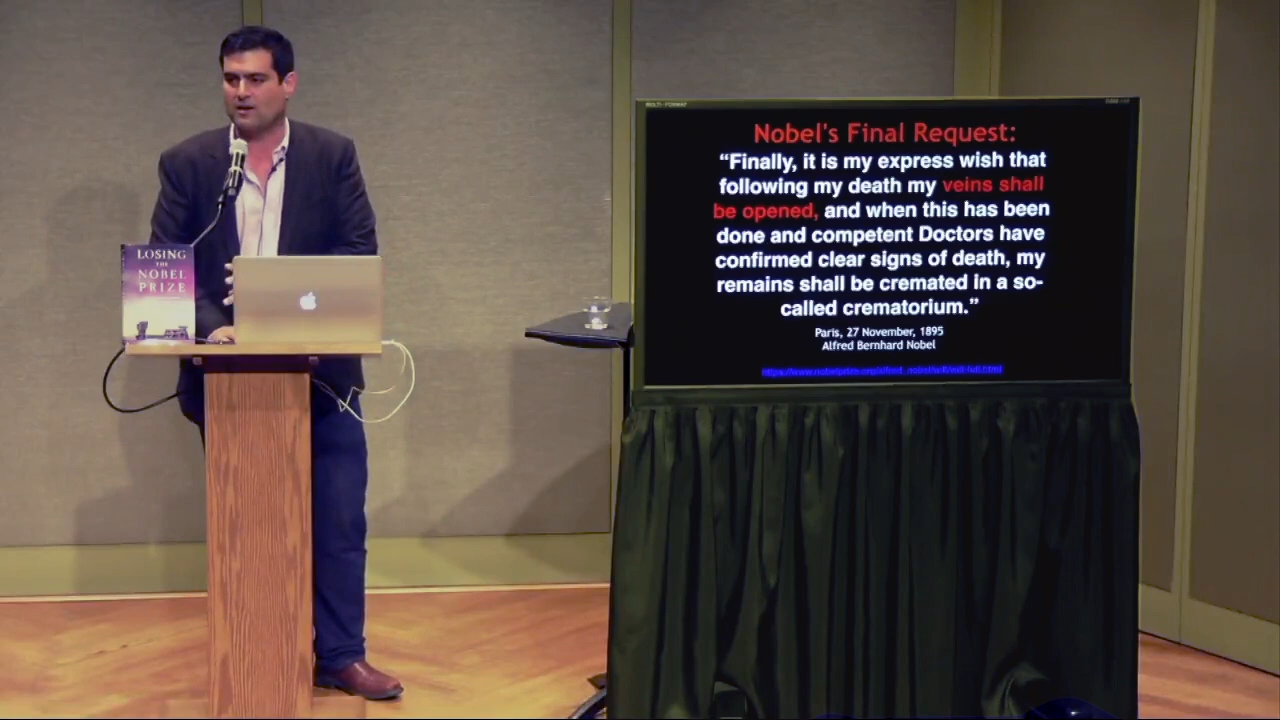 LOSING
THE
NOBEL
PRIZE
MULTI-FORMAT
Nobel's Final Request:
“Finally, it is my express wish that
following my death my veins shall
be opened, and when this has been
done and competent Doctors have
confirmed clear signs of death, my
remains shall be cremated in a so-
called crematorium.”
Paris, 27 November, 1895
Alfred Bernhard Nobel